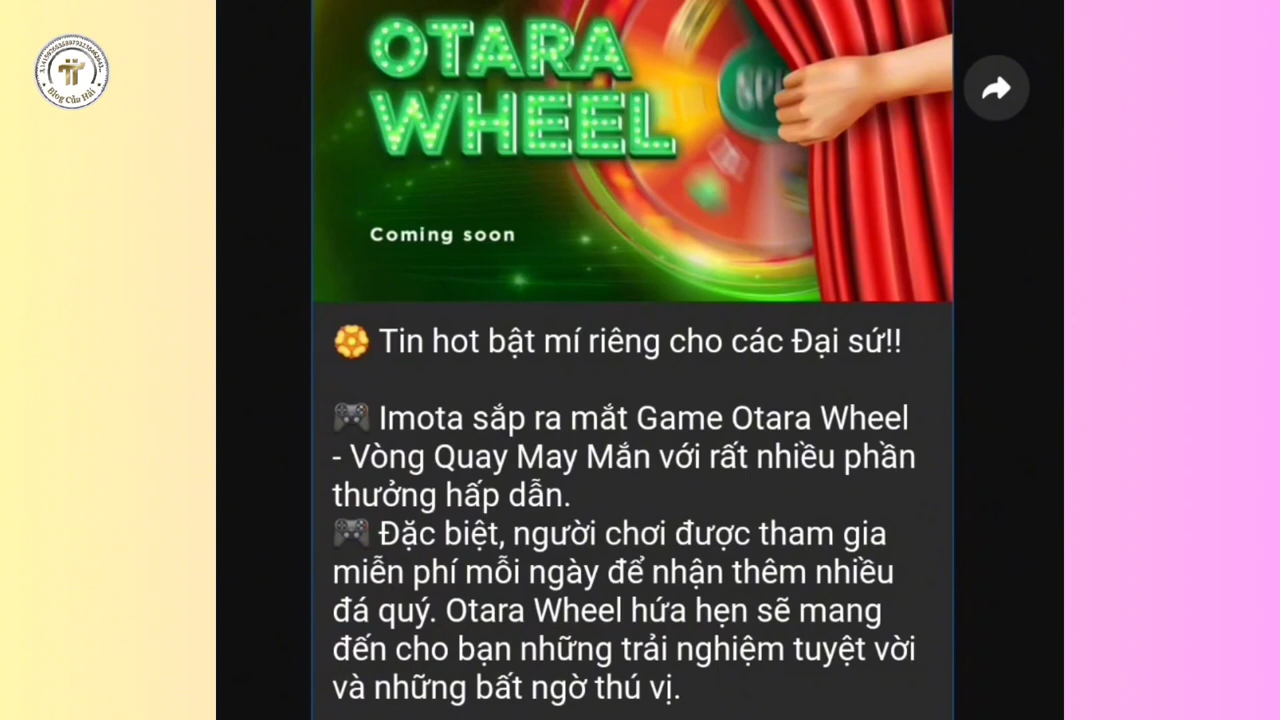 OTARA
WHEEL
Coming soon
Tin hot bật mí riêng cho các Đại sứ!!
Imota sắp ra mắt Game Otara Wheel
- Vòng Quay May Mắn với rất nhiều phần
thưởng hấp dẫn.
Đặc biệt, người chơi được tham gia
miễn phí mỗi ngày để nhận thêm nhiều
đá quý. Otara Wheel hứa hẹn sẽ mang
đến cho bạn những trải nghiệm tuyệt vời
và những bất ngờ thú vị.
Blog Của Hải